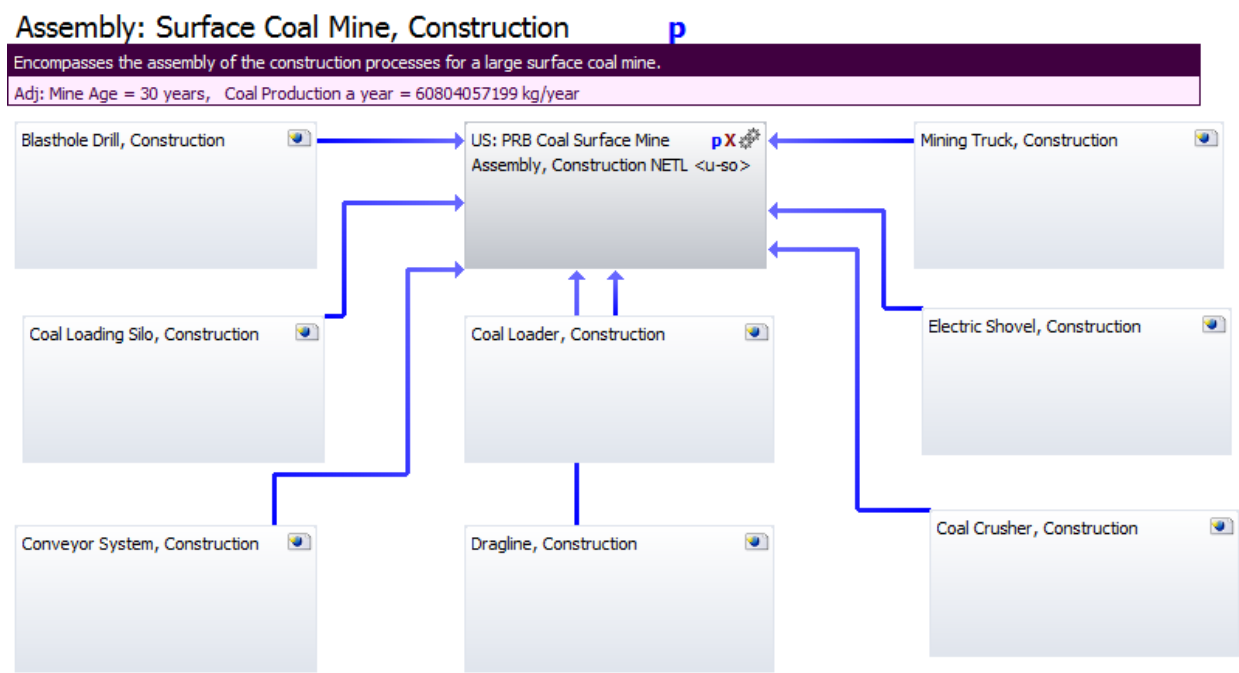 Assembly: Surface Coal Mine, Construction p
Encompasses the assembly of the construction processes for a large surface coal mine.
Adj: Mine Age = 30 years, Coal Production a year = 60804057199 kg/year
Blasthole Drill, Construction
US: PRB Coal Surface Mine p X
Assembly, Construction NETL <u-so>
Mining Truck, Construction
Coal Loading Silo, Construction
Coal Loader, Construction
Electric Shovel, Construction
Conveyor System, Construction
Dragline, Construction
Coal Crusher, Construction